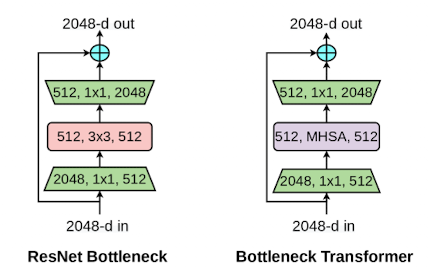 2048-d out
512, 1x1, 2048
512, 3x3, 512
2048, 1x1, 512
2048-d in
ResNet Bottleneck
2048-d out
512, 1x1, 2048
512, MHSA, 512
2048, 1x1, 512
2048-d in
Bottleneck Transformer